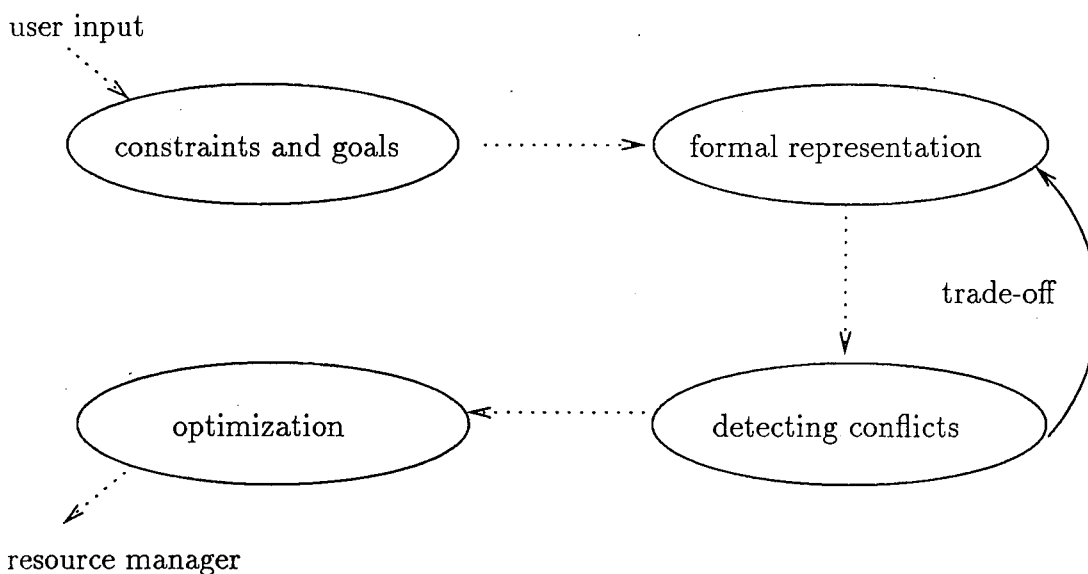 user input
constraints and goals
formal representation
trade-off
optimization
detecting conflicts
resource manager